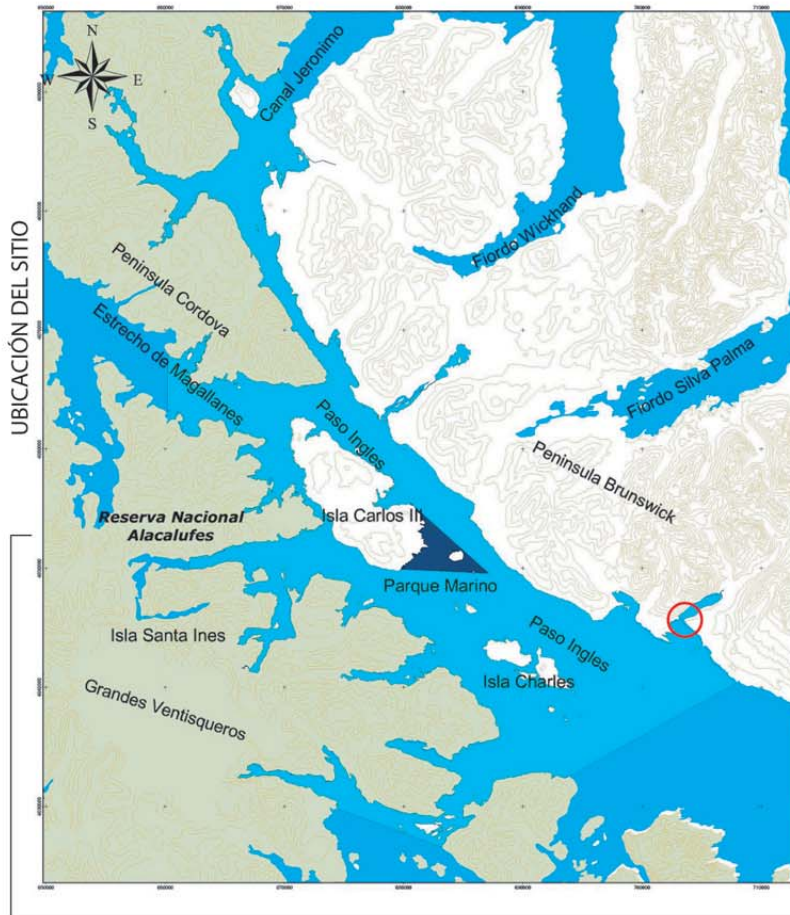 N
W
E
S
UBICACIÓN DEL SITIO
Canal Jeronimo
Fiordo Wickhand
Peninsula Cordova
Estrecho de Magallanes
Fiordo Silva Palma
Paso Ingles
Peninsula Brunswick
Isla Carlos III
Reserva Nacional
Alacalufes
Parque Marino
Isla Santa Ines
Paso Ingles
Isla Charles
Grandes Ventisqueros